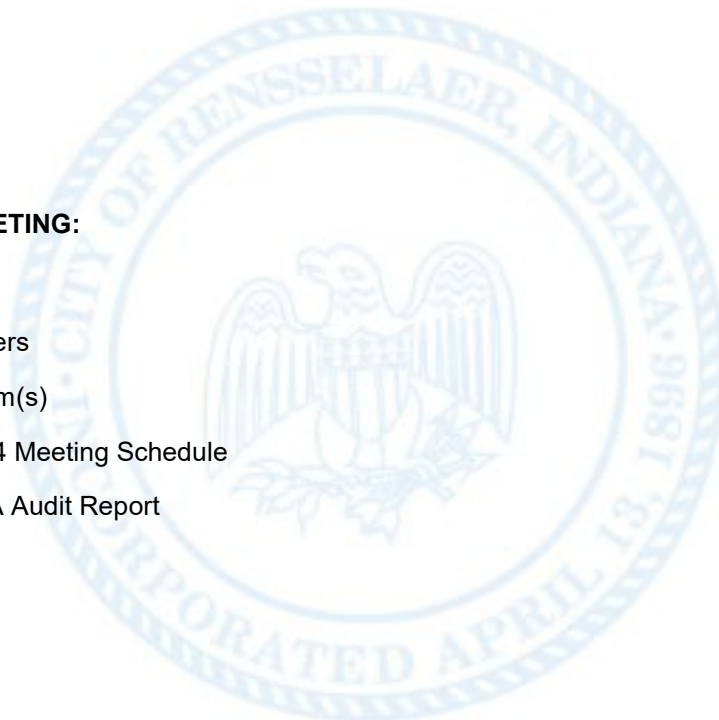 CITY OF RENSSELAER, INDIANA
INCORPORATED APRIL 13, 1896
ETING:
ers
m(s)
4 Meeting Schedule
A Audit Report